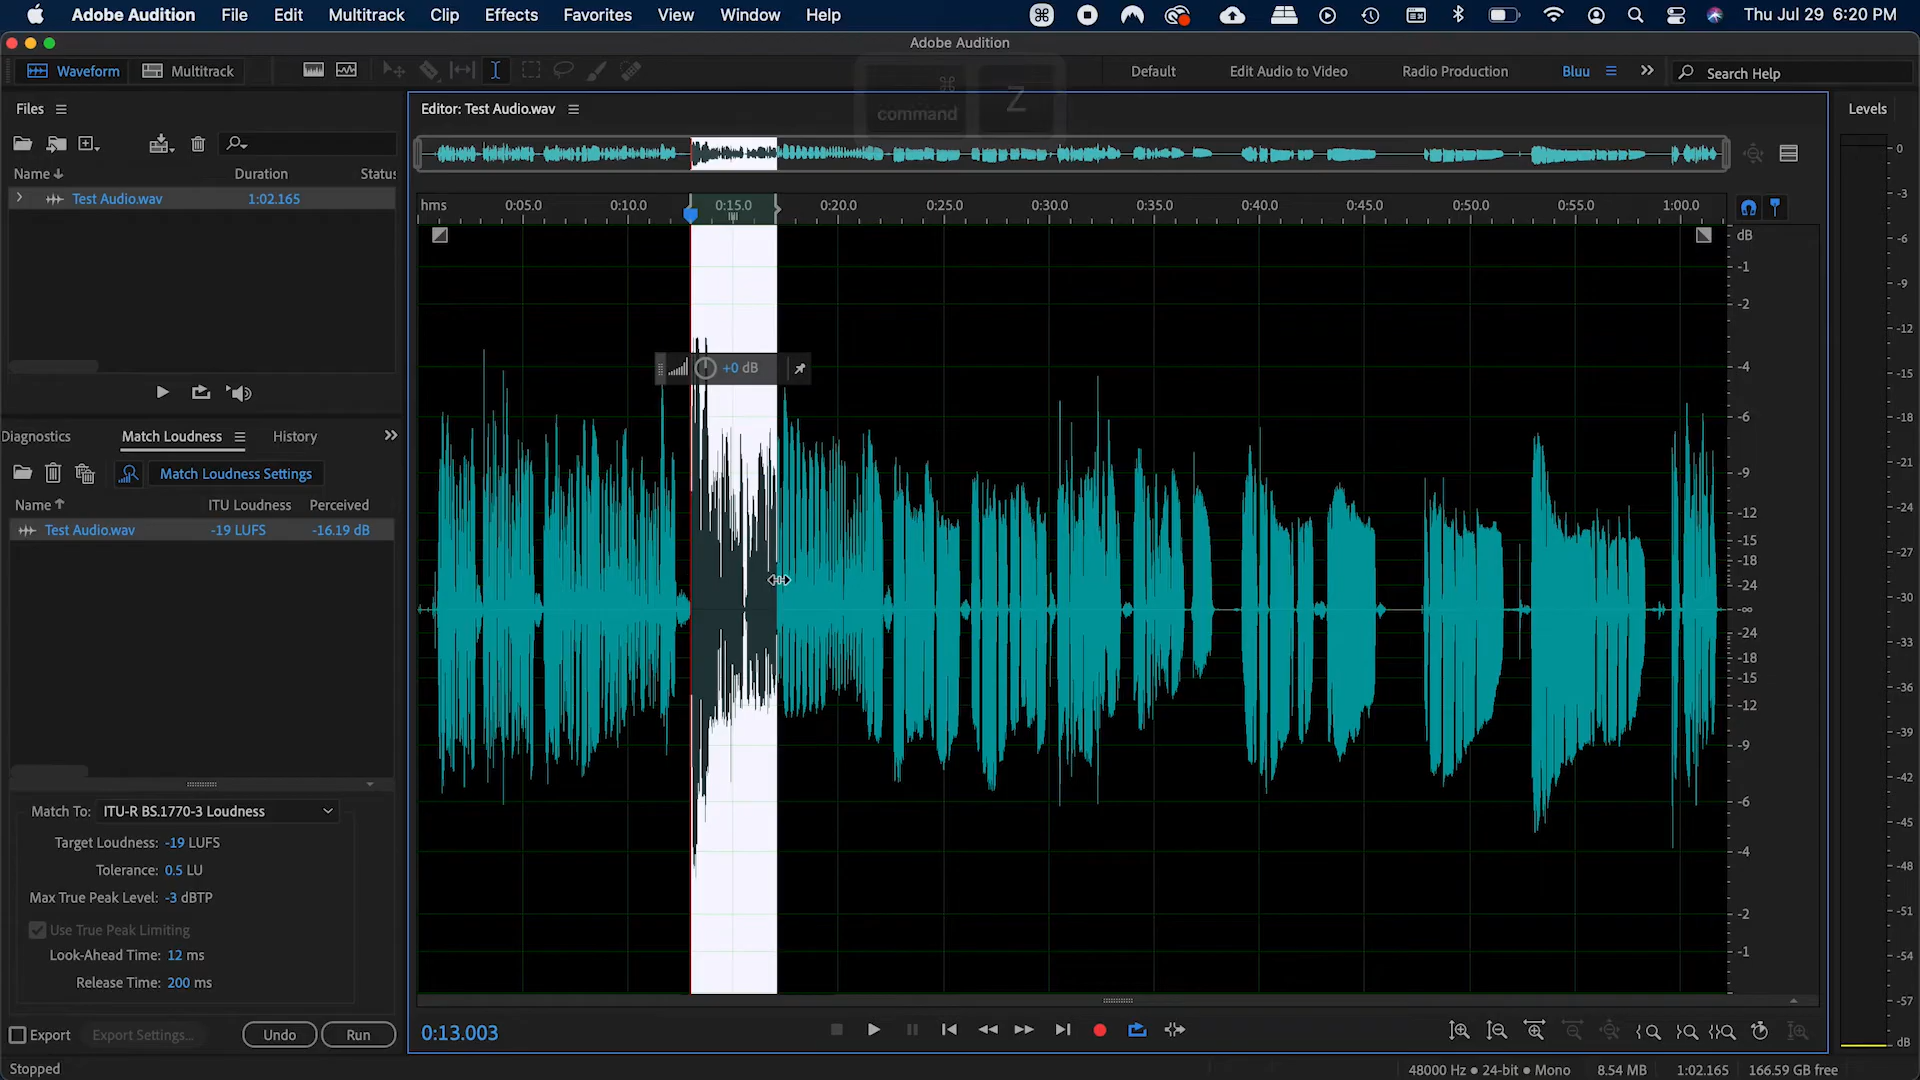 Adobe Audition File Edit Multitrack Clip Effects Favorites View Window Help Thu Jul 29 6:20 PM
Adobe Audition
Waveform Multitrack Default Edit Audio to Video Radio Production Bluu Search Help
command Z
Files
Name Duration Status
Test Audio.wav 1:02.165
Diagnostics Match Loudness History
Match Loudness Settings
Name ITU Loudness Perceived
Test Audio.wav -19 LUFS -16.19 dB
Match To: ITU-R BS.1770-3 Loudness
Target Loudness: -19 LUFS
Tolerance: 0.5 LU
Max True Peak Level: -3 dBTP
Use True Peak Limiting
Look-Ahead Time: 12 ms
Release Time: 200 ms
Export Export Settings... Undo Run
Stopped
Editor: Test Audio.wav
hms 0:05.0 0:10.0 0:15.0 0:20.0 0:25.0 0:30.0 0:35.0 0:40.0 0:45.0 0:50.0 0:55.0 1:00.0
+0 dB
dB
-1
-2
-4
-6
-9
-12
-15
-18
-24
-∞
-24
-18
-15
-12
-9
-6
-4
-2
-1
0:13.003
Levels
0
-3
-6
-9
-12
-15
-18
-21
-24
-27
-30
-33
-36
-39
-42
-45
-48
-51
-54
-57
dB
48000 Hz • 24-bit • Mono 8.54 MB 1:02.165 166.59 GB free